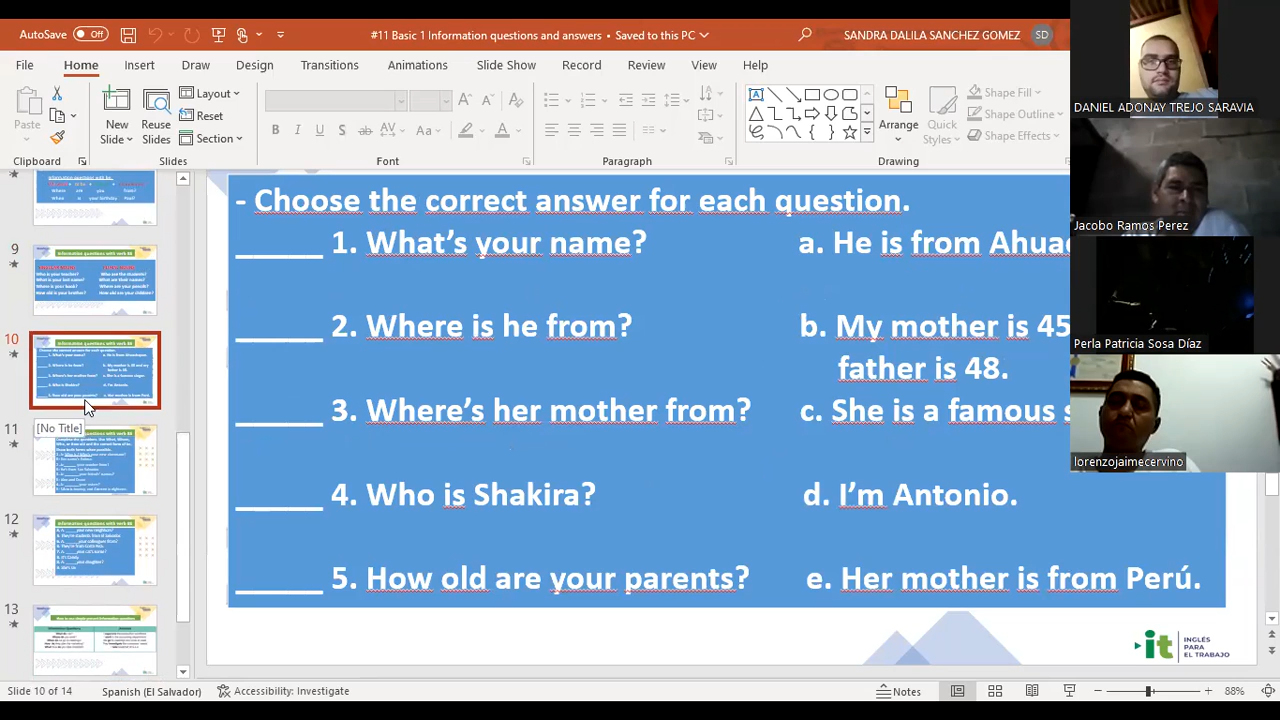 AutoSave Off #11 Basic 1 Information questions and answers • Saved to this PC SANDRA DALILA SANCHEZ GOMEZ SD
File Home Insert Draw Design Transitions Animations Slide Show Record Review View Help
Paste New Slides Reuse Slides Layout Reset Section Arrange Quick Styles Shape Fill Shape Outline Shape Effects
Clipboard Slides Font Paragraph Drawing
DANIEL ADONAY TREJO SARAVIA
Jacobo Ramos Perez
Perla Patricia Sosa Díaz
lorenzojaimecervino
9
10
[No Title]
11
12
13
- Choose the correct answer for each question.
______ 1. What's your name? a. He is from Ahua
______ 2. Where is he from? b. My mother is 45
father is 48.
______ 3. Where's her mother from? c. She is a famous s
______ 4. Who is Shakira? d. I'm Antonio.
______ 5. How old are your parents? e. Her mother is from Perú.
it INGLÉS
PARA
EL TRABAJO
Slide 10 of 14 Spanish (El Salvador) Accessibility: Investigate Notes 88%